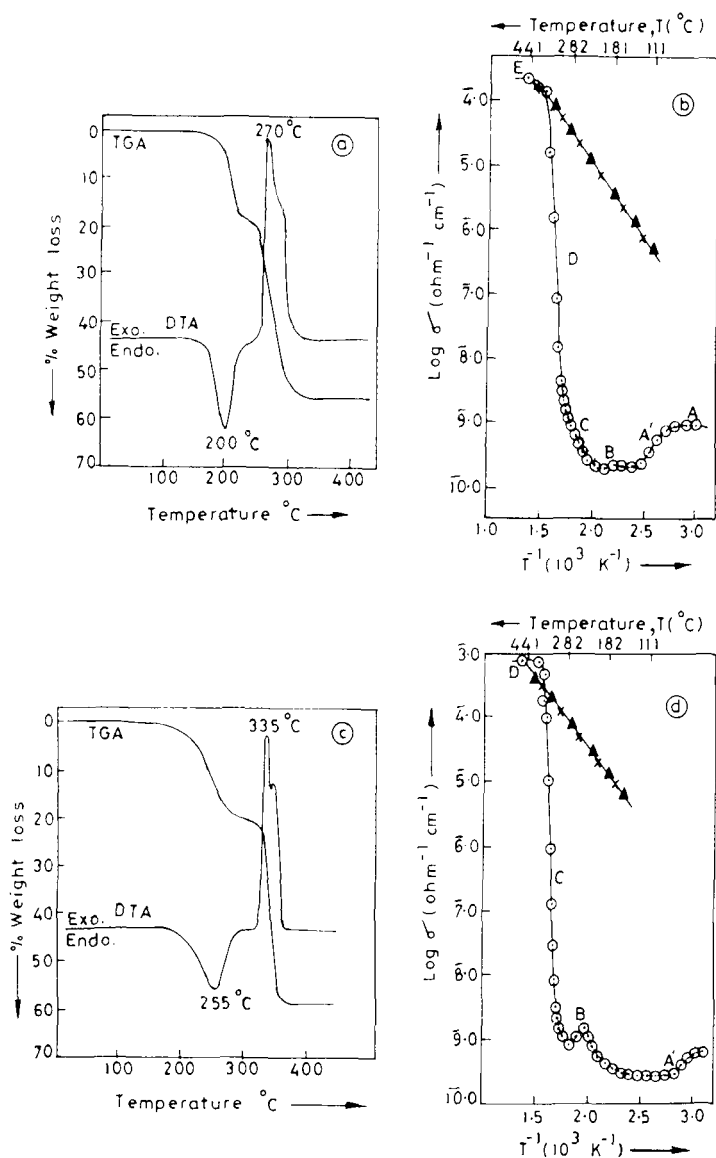 TGA
270 °C
a
0
10
20
30
40
50
60
70
% Weight loss
Exo. DTA
Endo.
200 °C
0 100 200 300 400
Temperature °C
Temperature, T(°C)
441 282 181 111
E
b
4̄.0
5̄.0
6̄.0
7̄.0
8̄.0
9̄.0
1̄0.0
Log σ (ohm⁻¹ cm⁻¹)
D
C
B
A'
A
1.0 1.5 2.0 2.5 3.0
T⁻¹ (10³ K⁻¹)
TGA
335 °C
c
0
10
20
30
40
50
60
70
% Weight loss
Exo. DTA
Endo.
255 °C
100 200 300 400
Temperature °C
Temperature, T(°C)
441 282 182 111
3̄.0
D
d
4̄.0
5̄.0
6̄.0
7̄.0
8̄.0
9̄.0
1̄0.0
Log σ (ohm⁻¹ cm⁻¹)
C
B
A'
1.5 2.0 2.5 3.0
T⁻¹ (10³ K⁻¹)